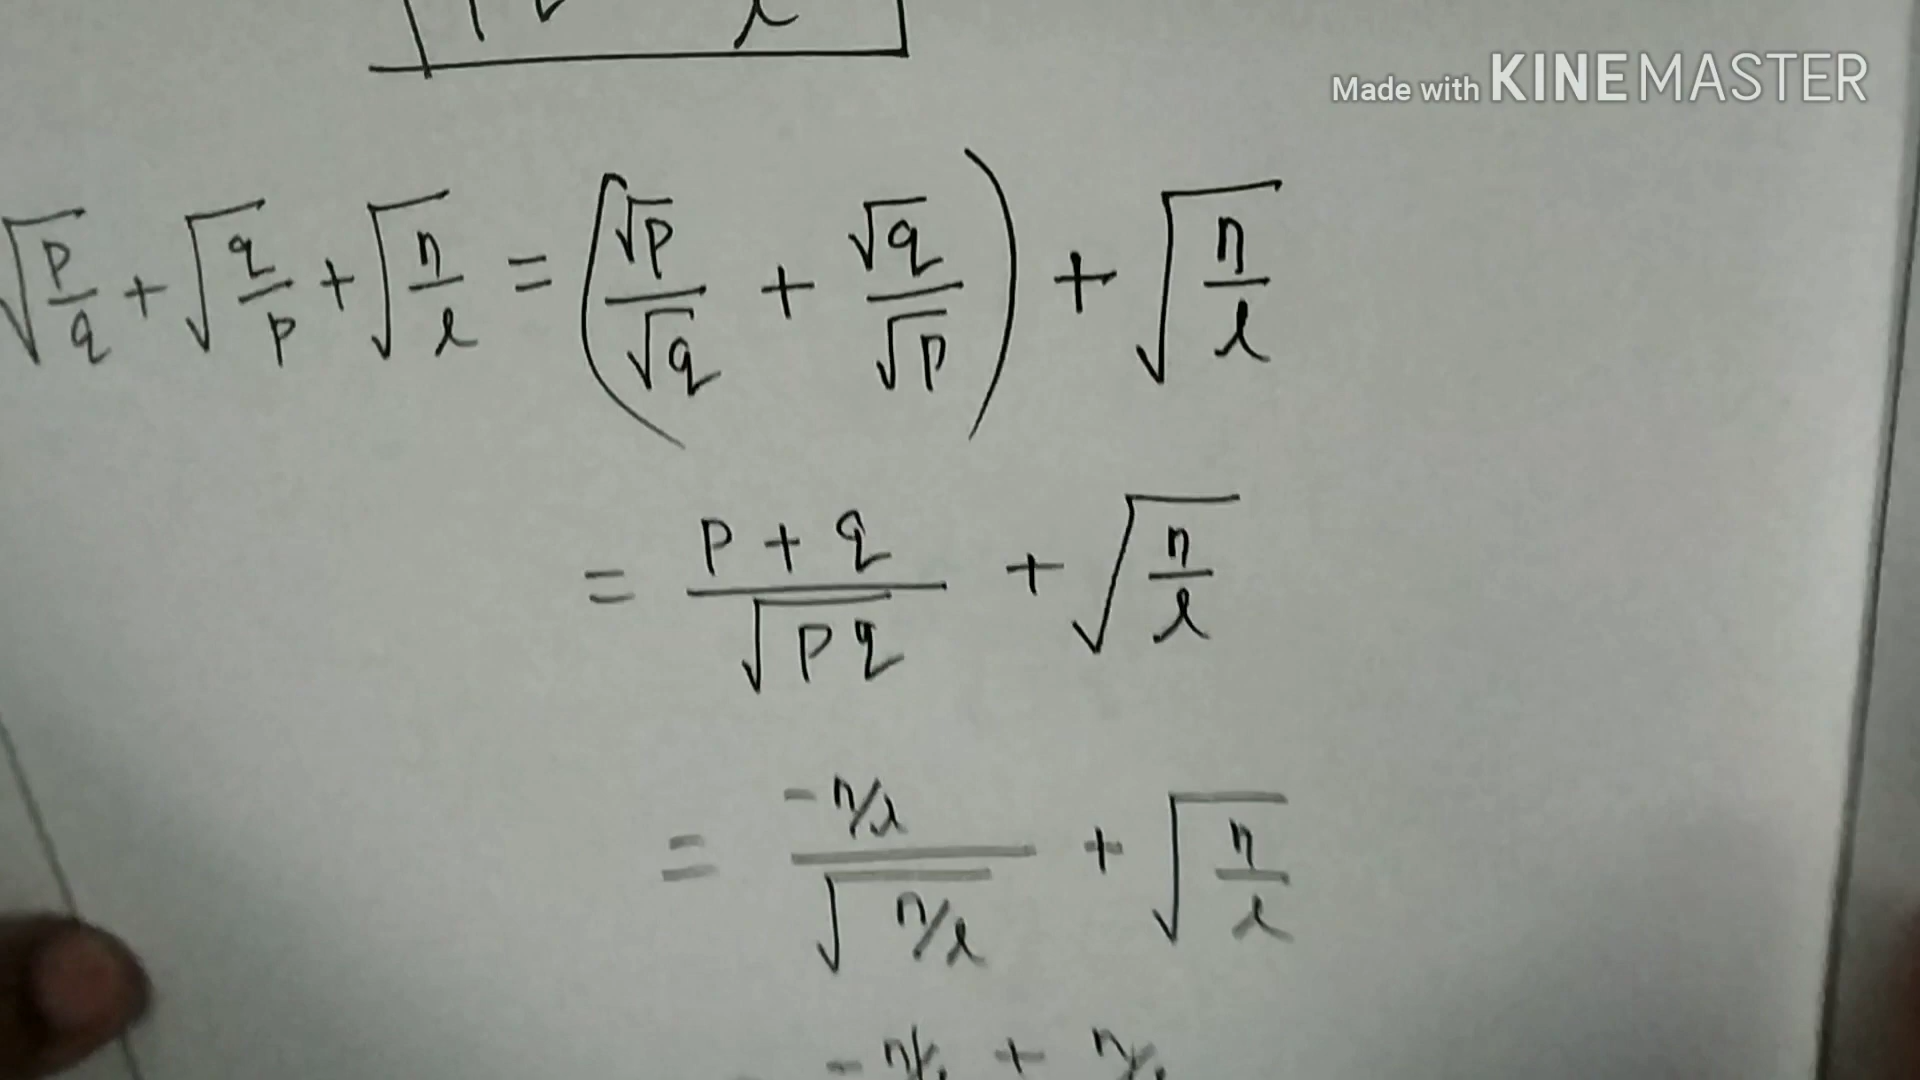 Made with KINEMASTER
√(p/q) + √(q/p) + √(n/l) = (√p/√q + √q/√p) + √(n/l)
= (p + q)/√(pq) + √(n/l)
= (-n/l)/√(n/l) + √(n/l)
-n/l + n/l